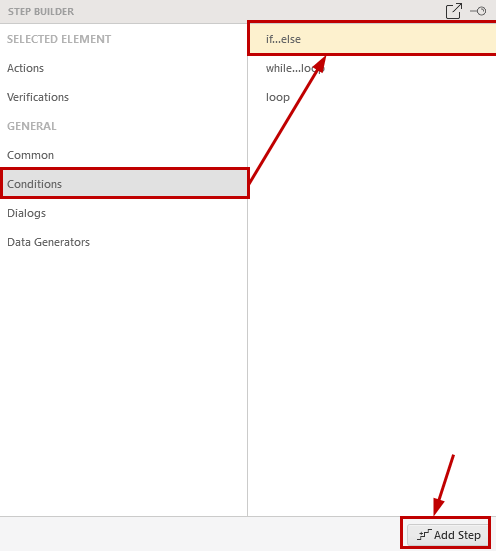 STEP BUILDER
SELECTED ELEMENT
Actions
Verifications
GENERAL
Common
Conditions
Dialogs
Data Generators
if...else
while...loop
loop
Add Step